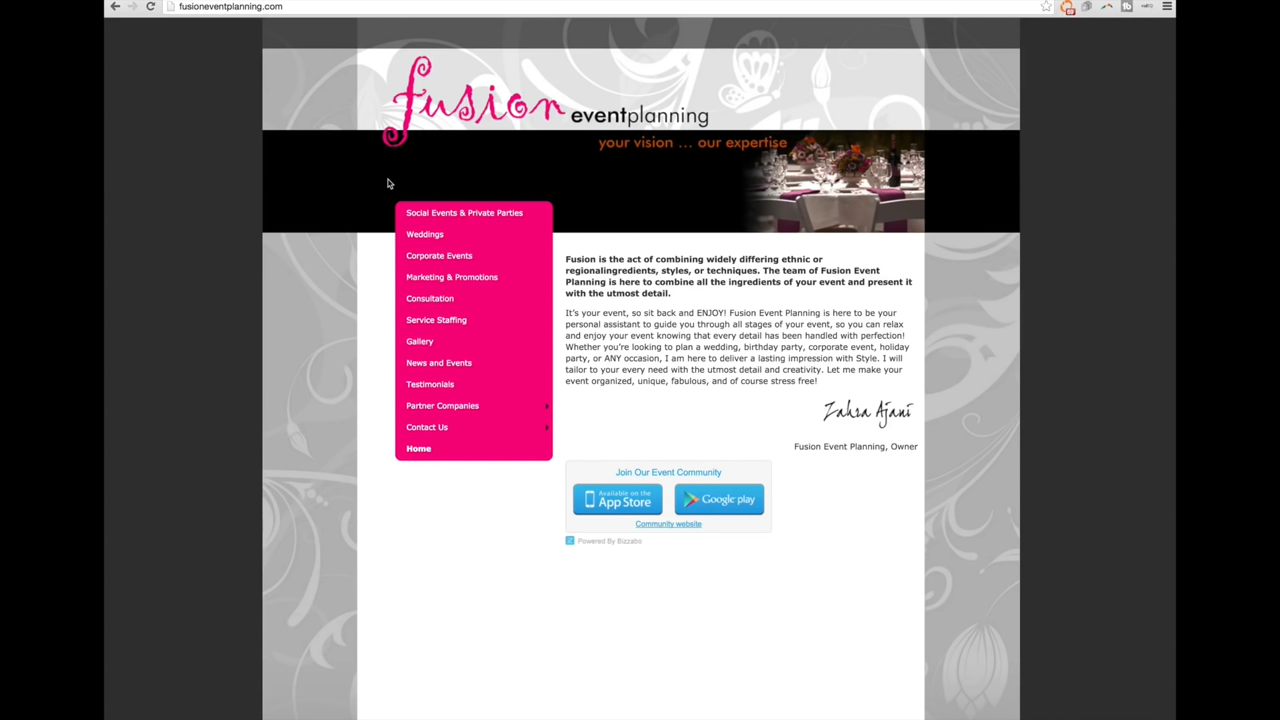 fusioneventplanning.com
fusion eventplanning
your vision ... our expertise
Social Events & Private Parties
Weddings
Corporate Events
Marketing & Promotions
Consultation
Service Staffing
Gallery
News and Events
Testimonials
Partner Companies
Contact Us
Home
Fusion is the act of combining widely differing ethnic or
regionalingredients, styles, or techniques. The team of Fusion Event
Planning is here to combine all the ingredients of your event and present it
with the utmost detail.
It's your event, so sit back and ENJOY! Fusion Event Planning is here to be your
personal assistant to guide you through all stages of your event, so you can relax
and enjoy your event knowing that every detail has been handled with perfection!
Whether you're looking to plan a wedding, birthday party, corporate event, holiday
party, or ANY occasion, I am here to deliver a lasting impression with Style. I will
tailor to your every need with the utmost detail and creativity. Let me make your
event organized, unique, fabulous, and of course stress free!
Zahra Ajani
Fusion Event Planning, Owner
Join Our Event Community
Available on the
App Store
Google play
Community website
Powered By Bizzabo